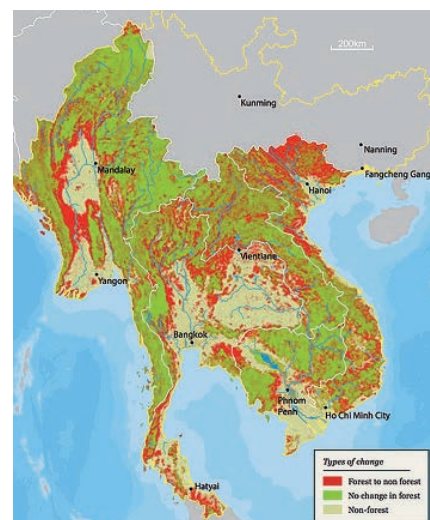 200km
Kunming
Nanning
Fangcheng Gang
Hanoi
Mandalay
Vientiane
Yangon
Bangkok
Phnom
Penh
Ho Chi Minh City
Hatyai
Types of change
Forest to non forest
No change in forest
Non-forest